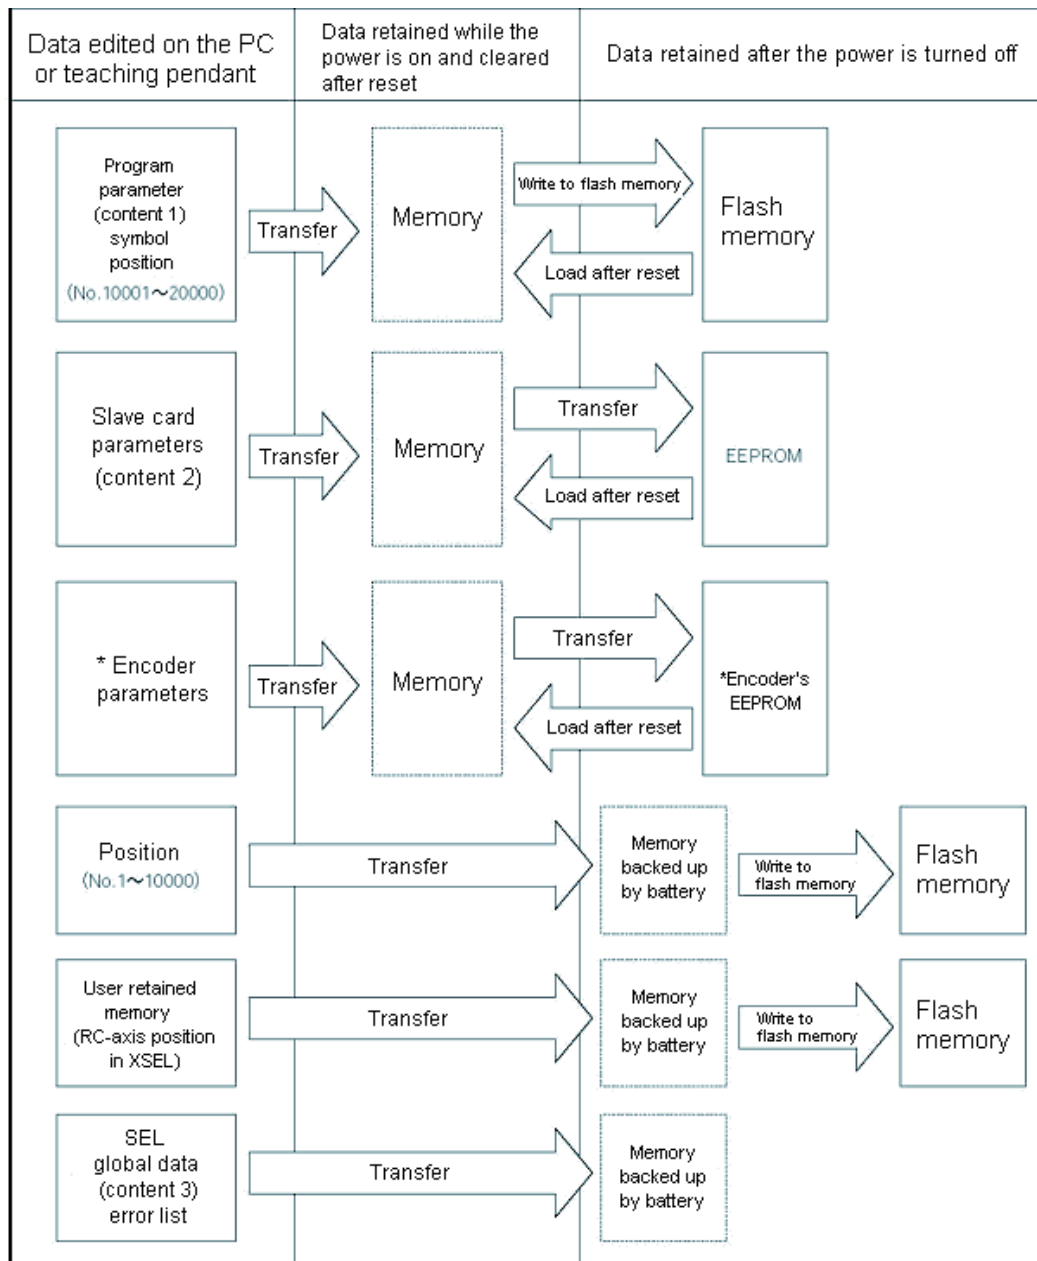 Data edited on the PC
or teaching pendant
Data retained while the
power is on and cleared
after reset
Data retained after the power is turned off
Program
parameter
(content 1)
symbol
position
(No.10001～20000)
Transfer
Memory
Write to flash memory
Load after reset
Flash
memory
Slave card
parameters
(content 2)
Transfer
Memory
Transfer
Load after reset
EEPROM
* Encoder
parameters
Transfer
Memory
Transfer
Load after reset
*Encoder's
EEPROM
Position
(No.1～10000)
Transfer
Memory
backed up
by battery
Write to
flash memory
Flash
memory
User retained
memory
(RC-axis position
in XSEL)
Transfer
Memory
backed up
by battery
Write to
flash memory
Flash
memory
SEL
global data
(content 3)
error list
Transfer
Memory
backed up
by battery